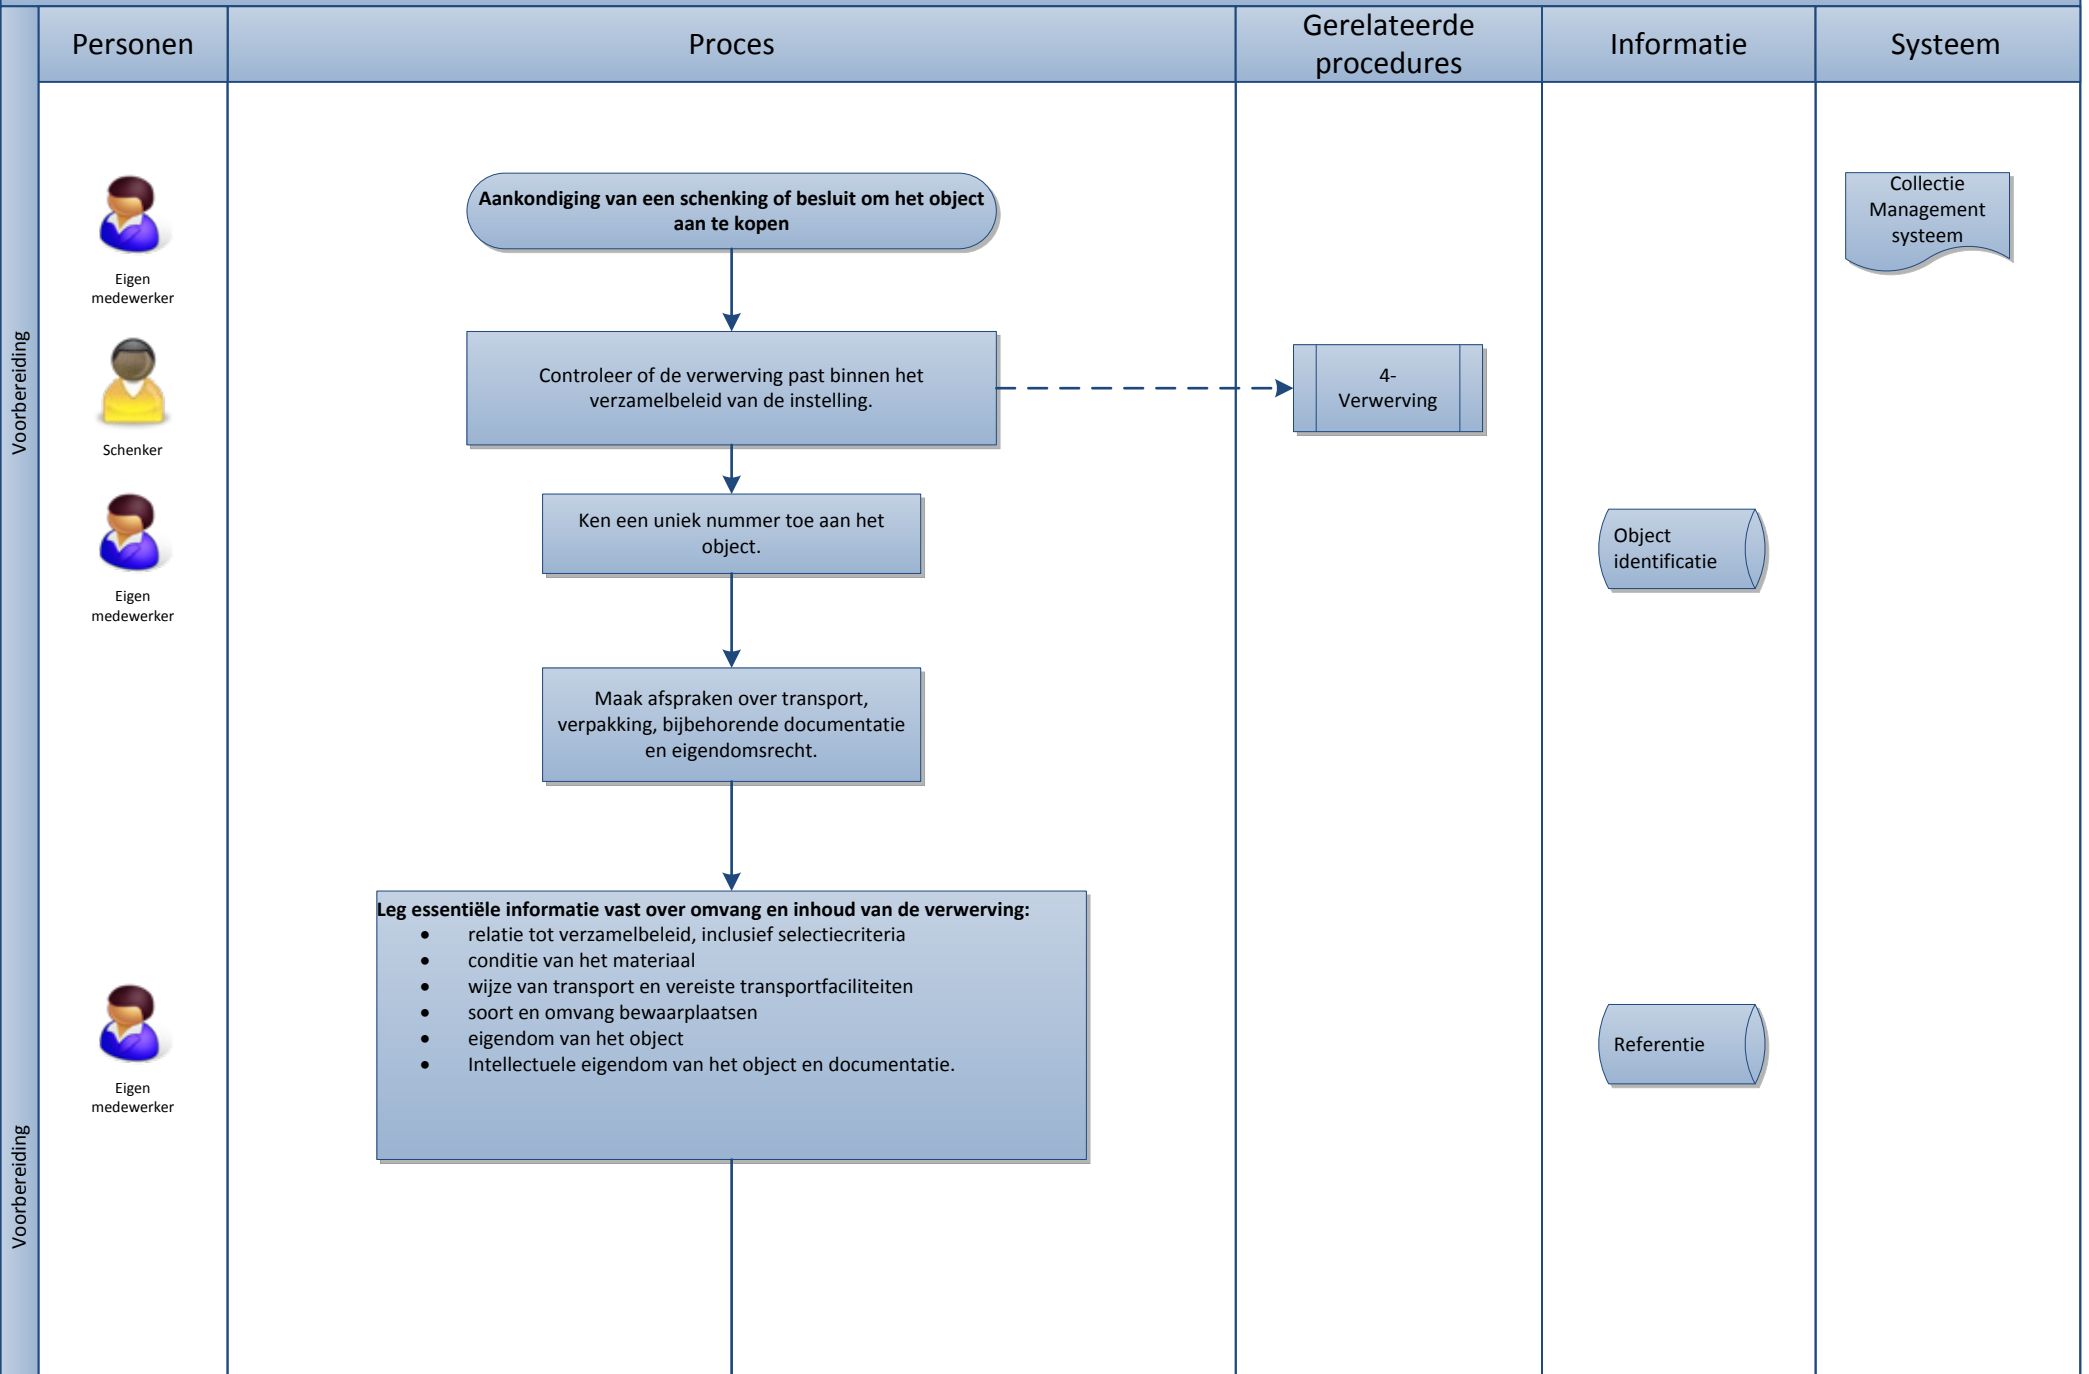 Personen
Proces
Gerelateerde
procedures
Informatie
Systeem
Voorbereiding
Eigen
medewerker
Aankondiging van een schenking of besluit om het object
aan te kopen
Collectie
Management
systeem
Schenker
Controleer of de verwerving past binnen het
verzamelbeleid van de instelling.
4-
Verwerving
Eigen
medewerker
Ken een uniek nummer toe aan het
object.
Object
identificatie
Maak afspraken over transport,
verpakking, bijbehorende documentatie
en eigendomsrecht.
Voorbereiding
Eigen
medewerker
Leg essentiële informatie vast over omvang en inhoud van de verwerving:
• relatie tot verzamelbeleid, inclusief selectiecriteria
• conditie van het materiaal
• wijze van transport en vereiste transportfaciliteiten
• soort en omvang bewaarplaatsen
• eigendom van het object
• Intellectuele eigendom van het object en documentatie.
Referentie